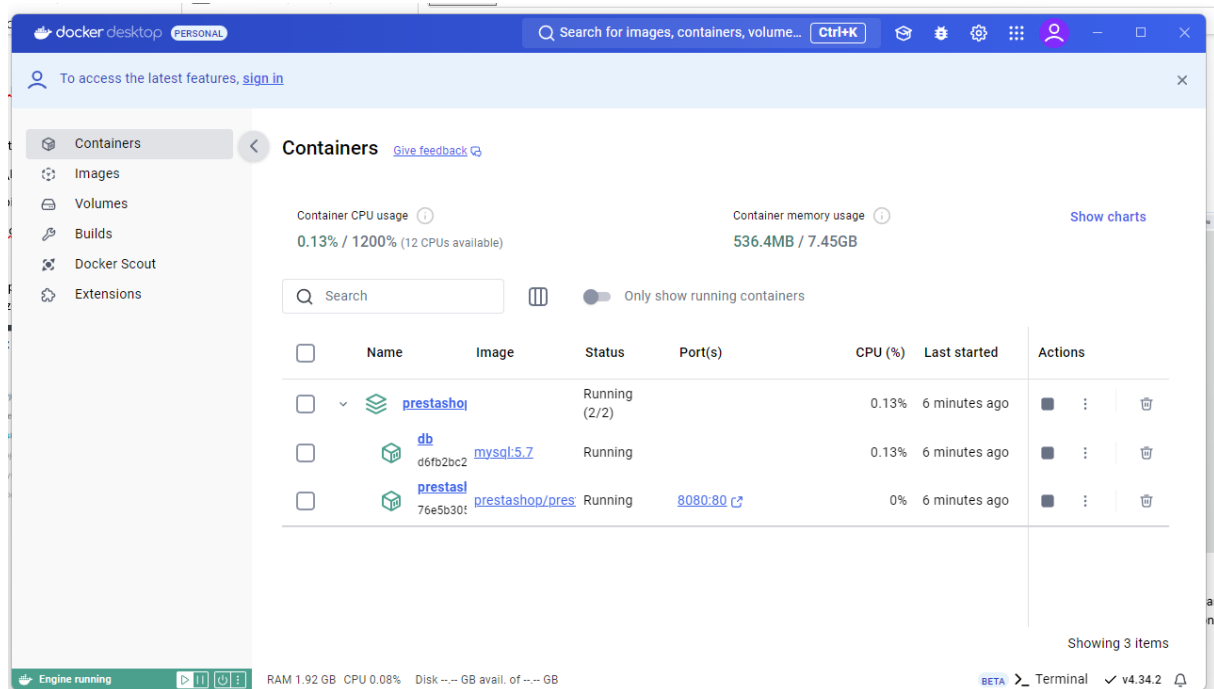 docker desktop PERSONAL
Search for images, containers, volume... Ctrl+K
To access the latest features, sign in
Containers
Images
Volumes
Builds
Docker Scout
Extensions
Containers Give feedback
Container CPU usage
0.13% / 1200% (12 CPUs available)
Container memory usage
536.4MB / 7.45GB
Show charts
Search
Only show running containers
Name Image Status Port(s) CPU (%) Last started Actions
prestashop Running (2/2) 0.13% 6 minutes ago
db
d6fb2bc2 mysql:5.7 Running 0.13% 6 minutes ago
prestasl
76e5b305 prestashop/pres Running 8080:80 0% 6 minutes ago
Showing 3 items
Engine running
RAM 1.92 GB CPU 0.08% Disk --.-- GB avail. of --.-- GB
BETA Terminal v4.34.2